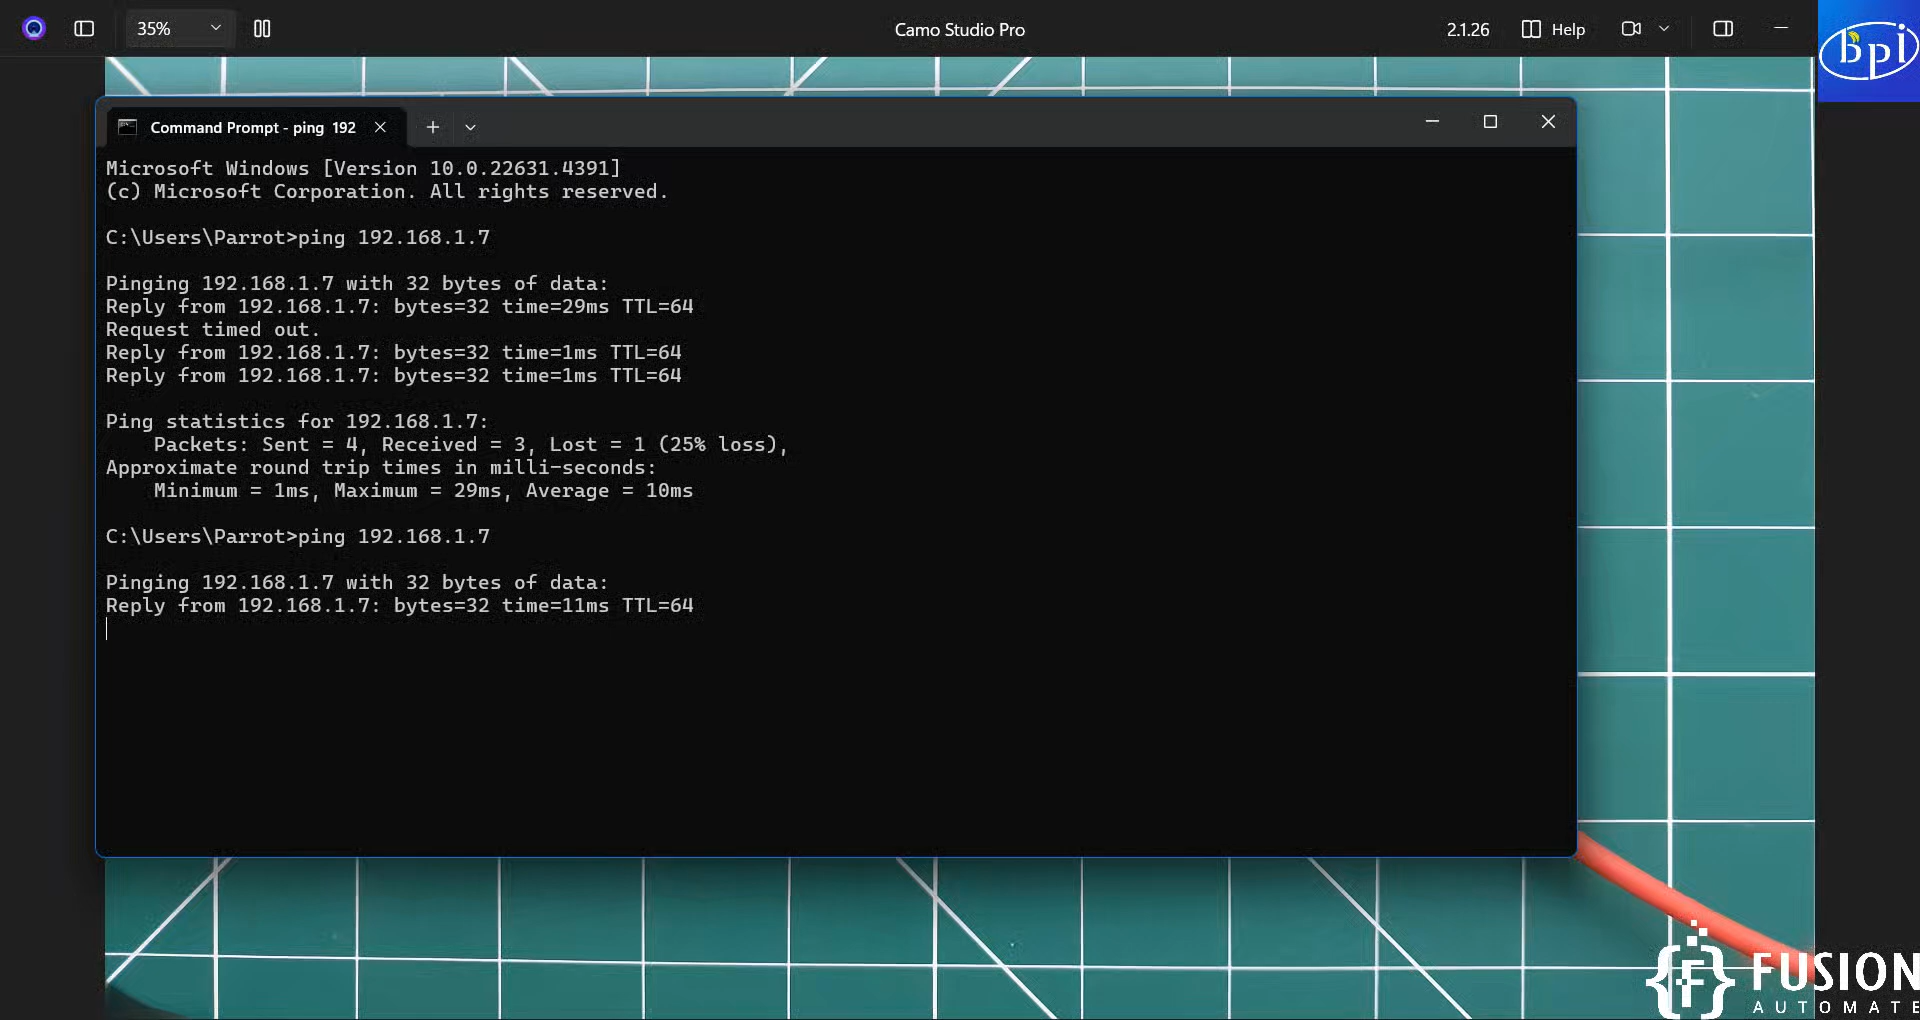 35%
Camo Studio Pro
2.1.26
Help
bpi
Command Prompt - ping 192
Microsoft Windows [Version 10.0.22631.4391]
(c) Microsoft Corporation. All rights reserved.
C:\Users\Parrot>ping 192.168.1.7
Pinging 192.168.1.7 with 32 bytes of data:
Reply from 192.168.1.7: bytes=32 time=29ms TTL=64
Request timed out.
Reply from 192.168.1.7: bytes=32 time=1ms TTL=64
Reply from 192.168.1.7: bytes=32 time=1ms TTL=64
Ping statistics for 192.168.1.7:
Packets: Sent = 4, Received = 3, Lost = 1 (25% loss),
Approximate round trip times in milli-seconds:
Minimum = 1ms, Maximum = 29ms, Average = 10ms
C:\Users\Parrot>ping 192.168.1.7
Pinging 192.168.1.7 with 32 bytes of data:
Reply from 192.168.1.7: bytes=32 time=11ms TTL=64
{F} FUSION
AUTOMATE